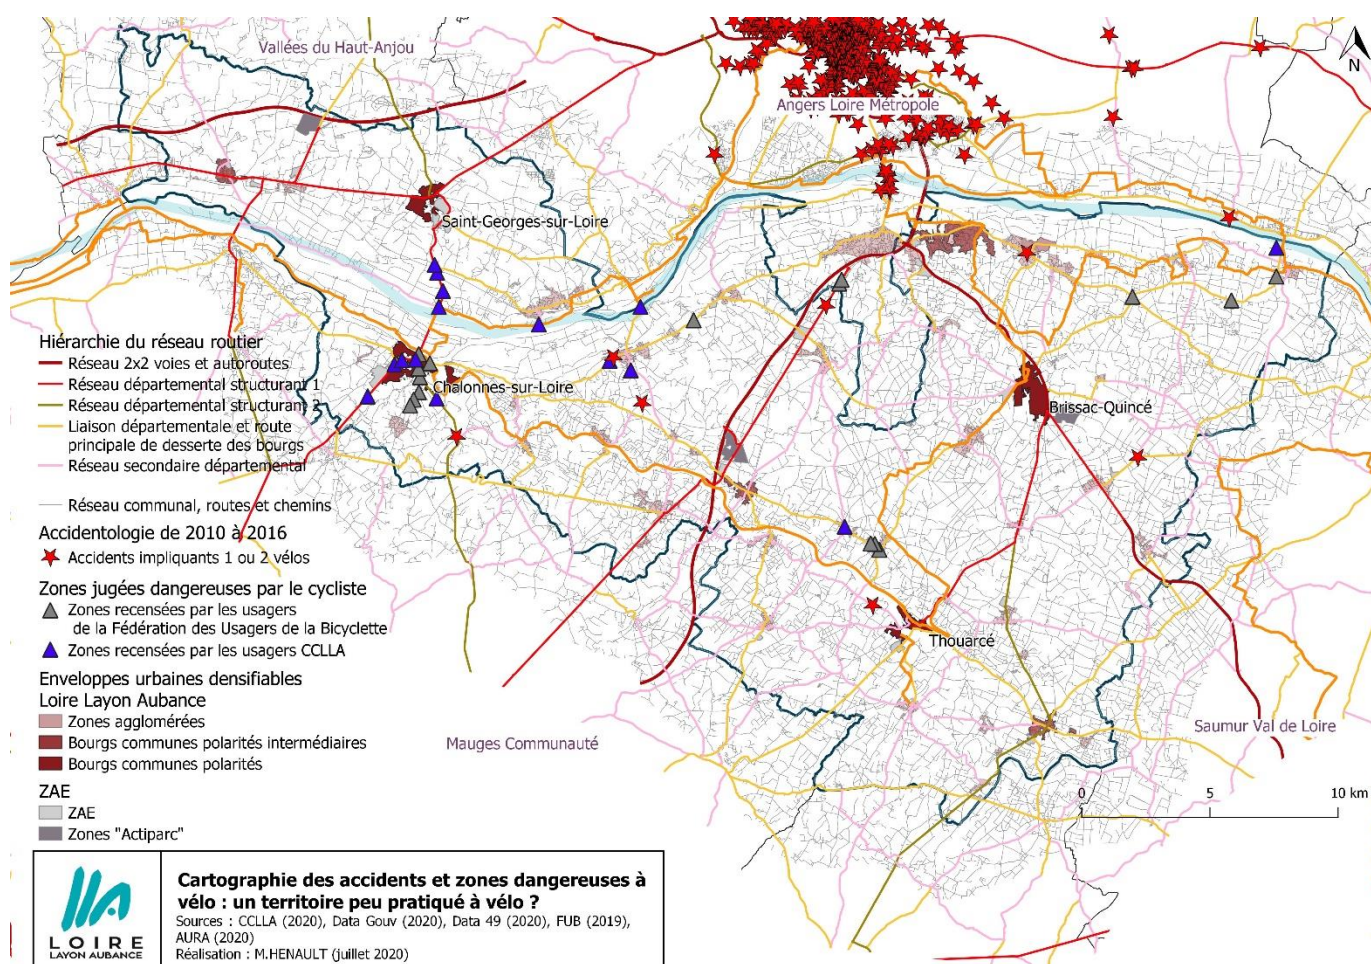 Vallées du Haut-Anjou
Angers Loire Métropole
N
Saint-Georges-sur-Loire
Hiérarchie du réseau routier
Réseau 2x2 voies et autoroutes
Réseau départemental structurant 1
Réseau départemental structurant 2
Liaison départementale et route
principale de desserte des bourgs
Réseau secondaire départemental
Réseau communal, routes et chemins
Chalonnes-sur-Loire
Brissac-Quincé
Accidentologie de 2010 à 2016
Accidents impliquants 1 ou 2 vélos
Zones jugées dangereuses par le cycliste
Zones recensées par les usagers
de la Fédération des Usagers de la Bicyclette
Zones recensées par les usagers CCLLA
Thouarcé
Enveloppes urbaines densifiables
Loire Layon Aubance
Zones agglomérées
Bourgs communes polarités intermédiaires
Bourgs communes polarités
Mauges Communauté
Saumur Val de Loire
ZAE
ZAE
Zones "Actiparc"
0 5 10 km
LOIRE
LAYON AUBANCE
Cartographie des accidents et zones dangereuses à
vélo : un territoire peu pratiqué à vélo ?
Sources : CCLLA (2020), Data Gouv (2020), Data 49 (2020), FUB (2019),
AURA (2020)
Réalisation : M.HENAULT (juillet 2020)